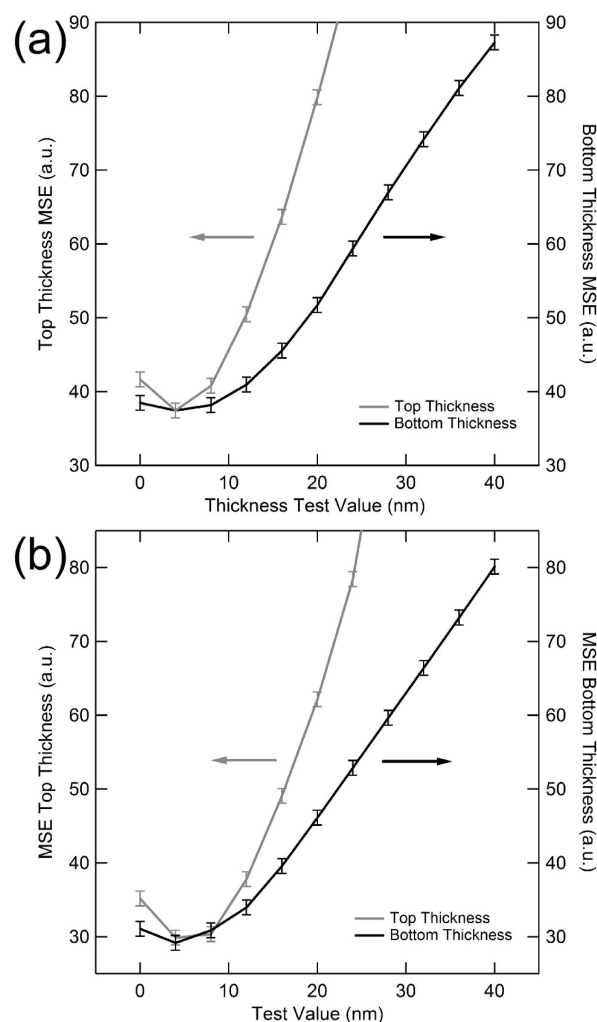 (a)
90
80
70
60
50
40
30
Top Thickness MSE (a.u.)
90
80
70
60
50
40
30
Bottom Thickness MSE (a.u.)
Top Thickness
Bottom Thickness
0 10 20 30 40
Thickness Test Value (nm)
(b)
80
70
60
50
40
30
MSE Top Thickness (a.u.)
80
70
60
50
40
30
MSE Bottom Thickness (a.u.)
Top Thickness
Bottom Thickness
0 10 20 30 40
Test Value (nm)